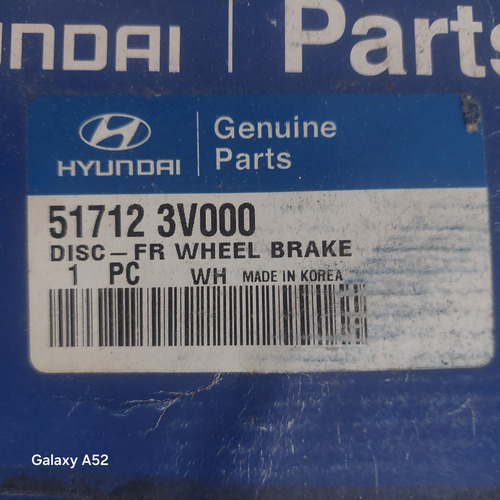 HYUNDAI Parts
HYUNDAI
Genuine
Parts
51712 3V000
DISC - FR WHEEL BRAKE
1 PC WH MADE IN KOREA
Galaxy A52